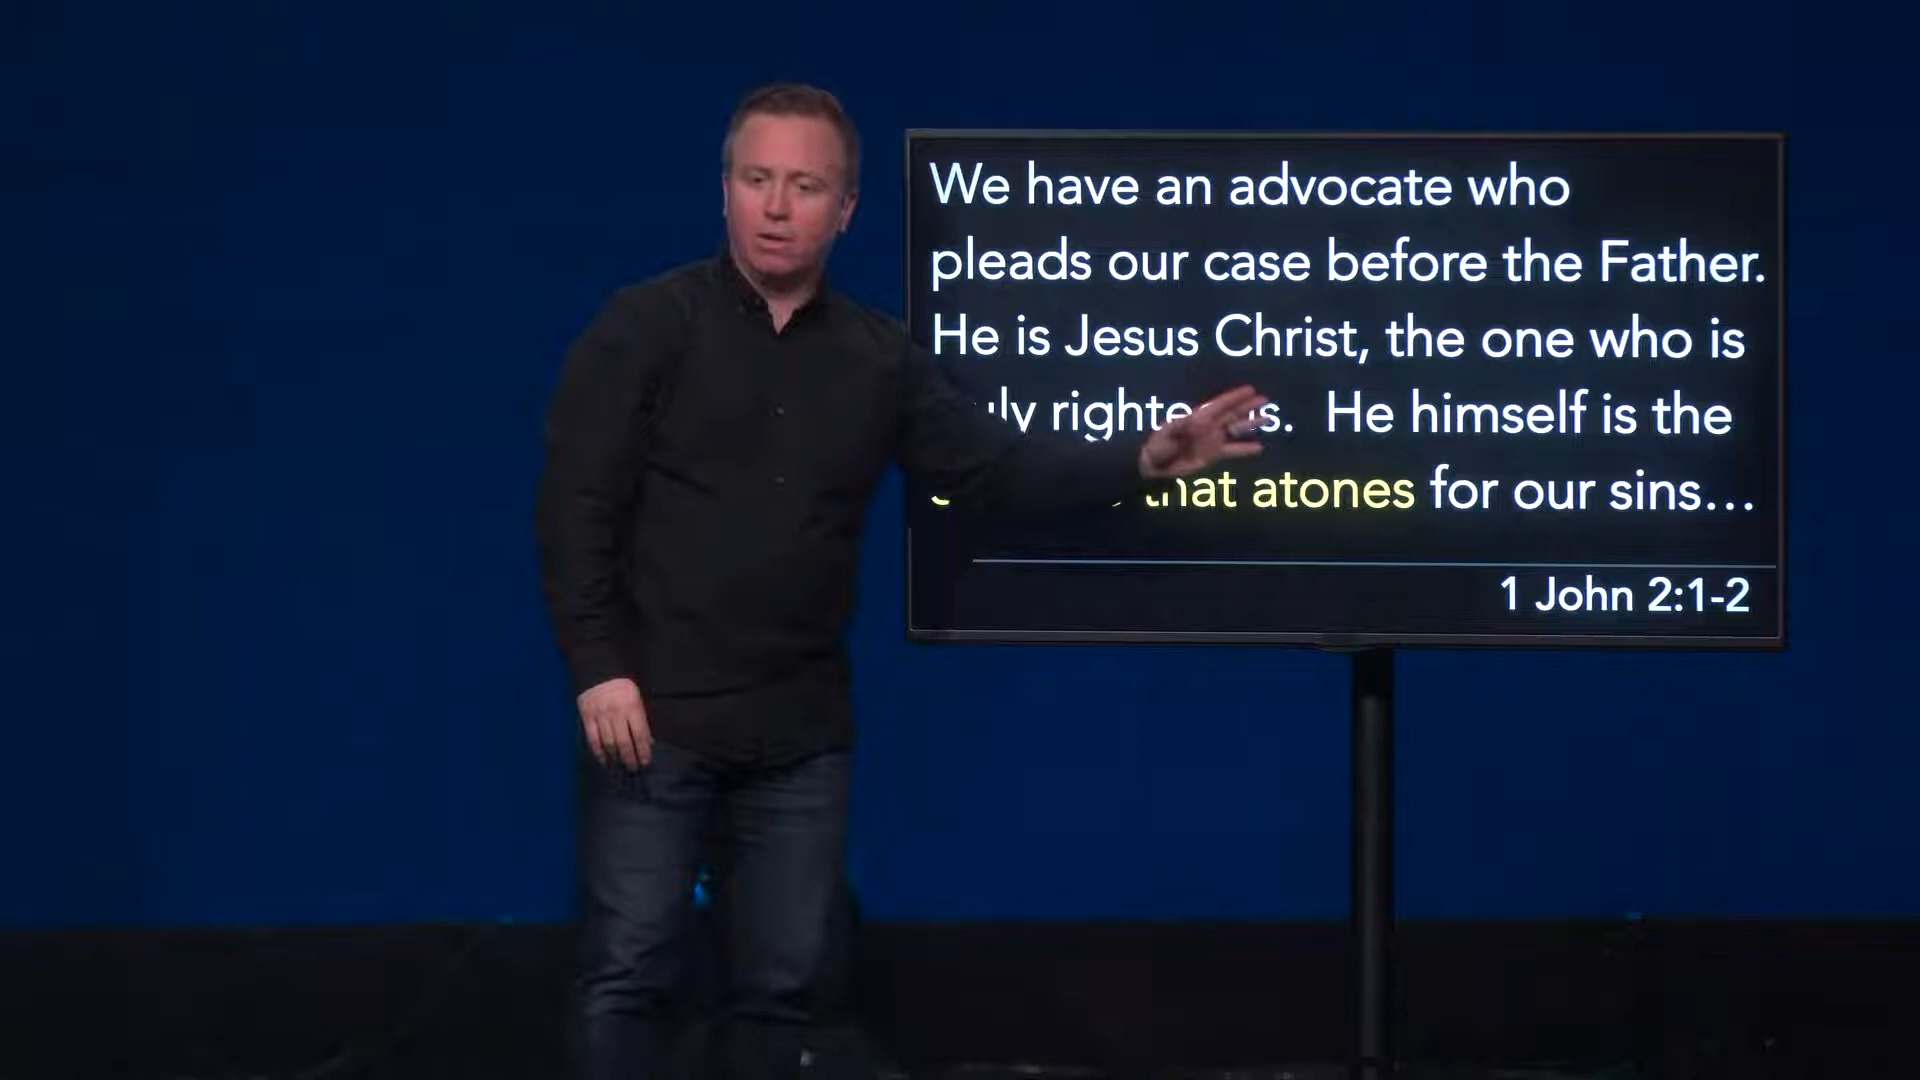 We have an advocate who
pleads our case before the Father.
He is Jesus Christ, the one who is
He himself is the
that atones for our sins…
1 John 2:1-2